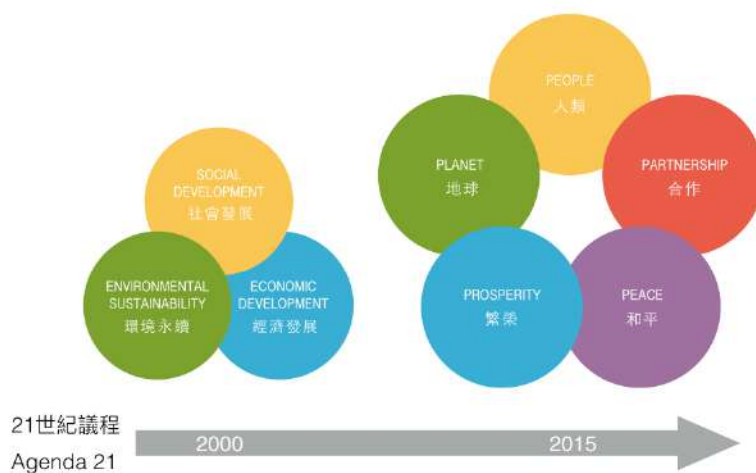 SOCIAL
DEVELOPMENT
社會發展
ENVIRONMENTAL
SUSTAINABILITY
環境永續
ECONOMIC
DEVELOPMENT
經濟發展
PEOPLE
人類
PLANET
地球
PARTNERSHIP
合作
PROSPERITY
繁榮
PEACE
和平
21世紀議程
Agenda 21
2000
2015